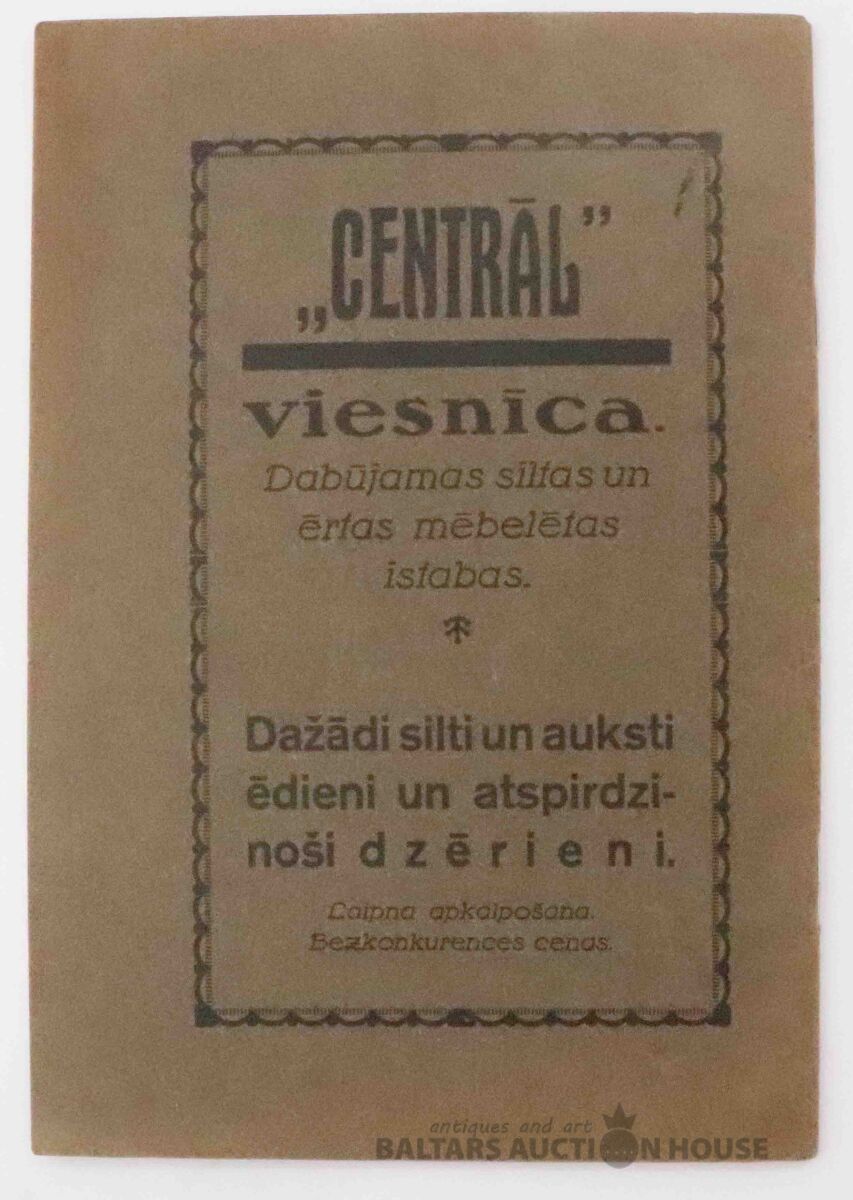 „CENTRĀL”
viesnīca.
Dabūjamas siltas un
ērtas mēbelētas
istabas.
Dažādi silti un auksti
ēdieni un atspirdzi-
noši dzērieni.
Laipna apkalpošana.
Bezkonkurences cenas.
antiques and art
BALTARS AUCTION HOUSE